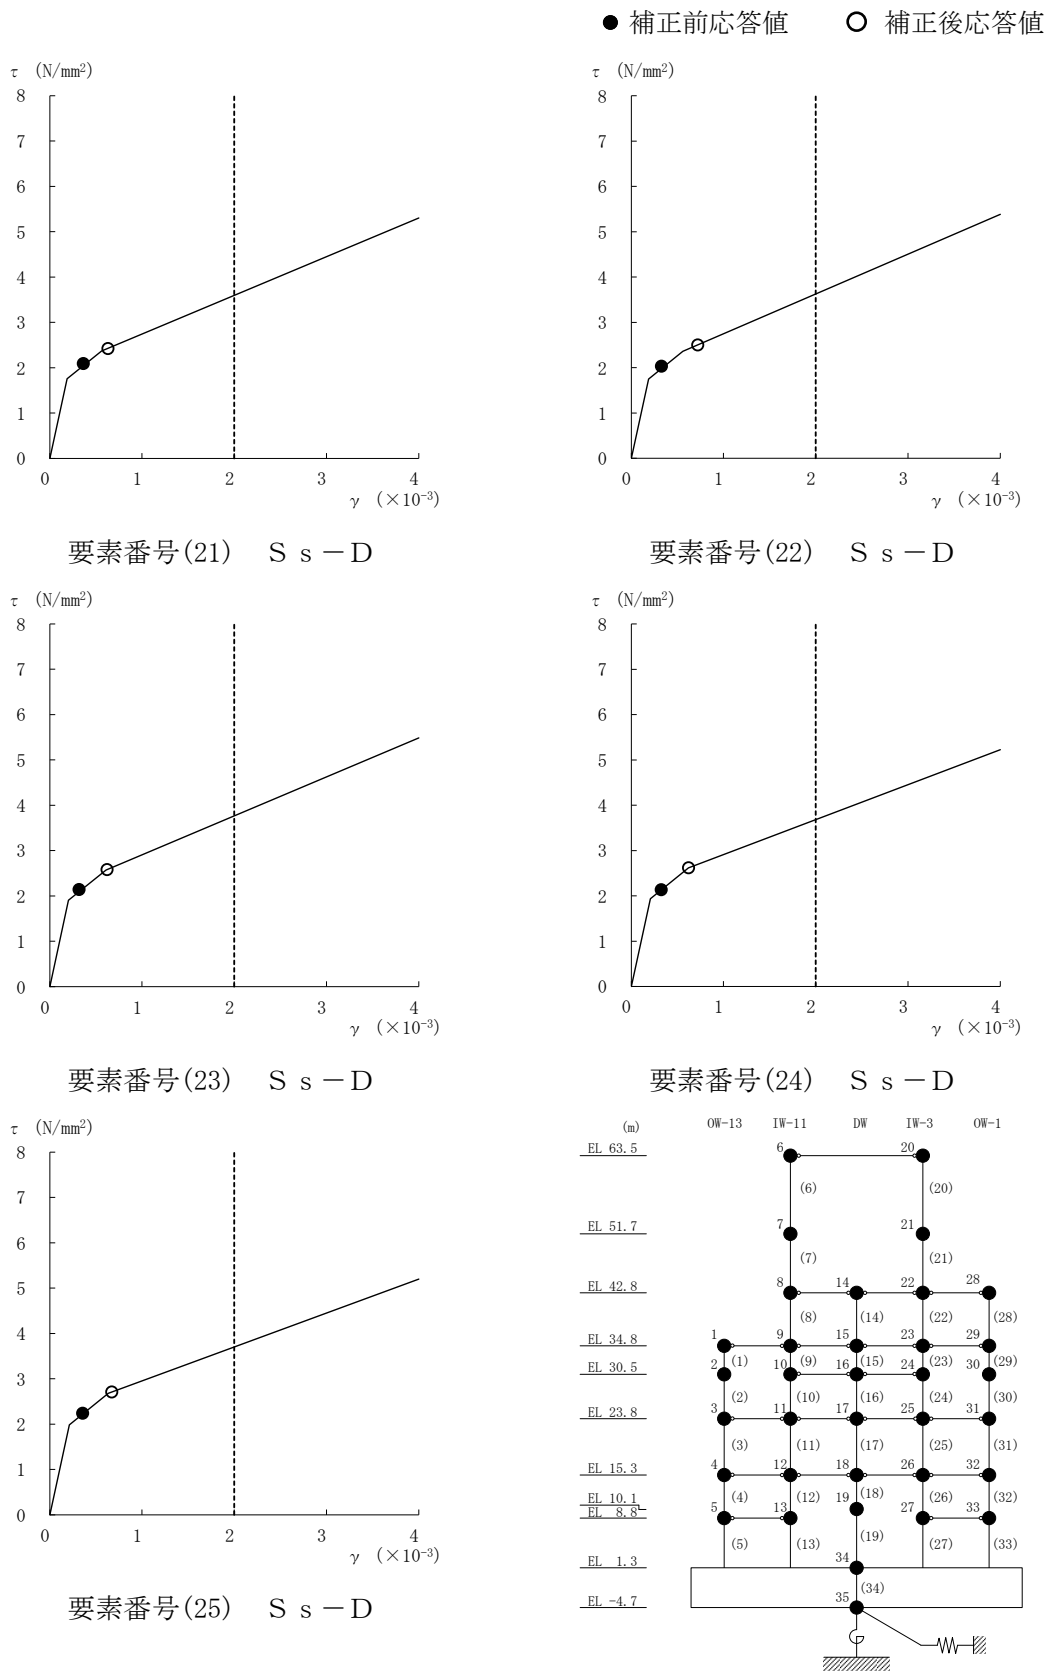 ● 補正前応答値 ○ 補正後応答値
τ (N/mm²)
8
7
6
5
4
3
2
1
0
0 1 2 3 4
γ (×10⁻³)
要素番号(21) Ｓｓ－Ｄ
τ (N/mm²)
8
7
6
5
4
3
2
1
0
0 1 2 3 4
γ (×10⁻³)
要素番号(22) Ｓｓ－Ｄ
τ (N/mm²)
8
7
6
5
4
3
2
1
0
0 1 2 3 4
γ (×10⁻³)
要素番号(23) Ｓｓ－Ｄ
τ (N/mm²)
8
7
6
5
4
3
2
1
0
0 1 2 3 4
γ (×10⁻³)
要素番号(24) Ｓｓ－Ｄ
τ (N/mm²)
8
7
6
5
4
3
2
1
0
0 1 2 3 4
γ (×10⁻³)
要素番号(25) Ｓｓ－Ｄ
(m) OW-13 IW-11 DW IW-3 OW-1
EL 63.5 6 20
(6) (20)
EL 51.7 7 21
(7) (21)
EL 42.8 8 14 22 28
(8) (14) (22) (28)
EL 34.8 1 9 15 23 29
(1) (9) (15) (23) (29)
EL 30.5 2 10 16 24 30
(2) (10) (16) (24) (30)
EL 23.8 3 11 17 25 31
(3) (11) (17) (25) (31)
EL 15.3 4 12 18 26 32
(4) (12) (18) (26) (32)
EL 10.1 19
EL 8.8 5 13 27 33
(5) (13) (19) (27) (33)
EL 1.3 34
(34)
EL -4.7 35